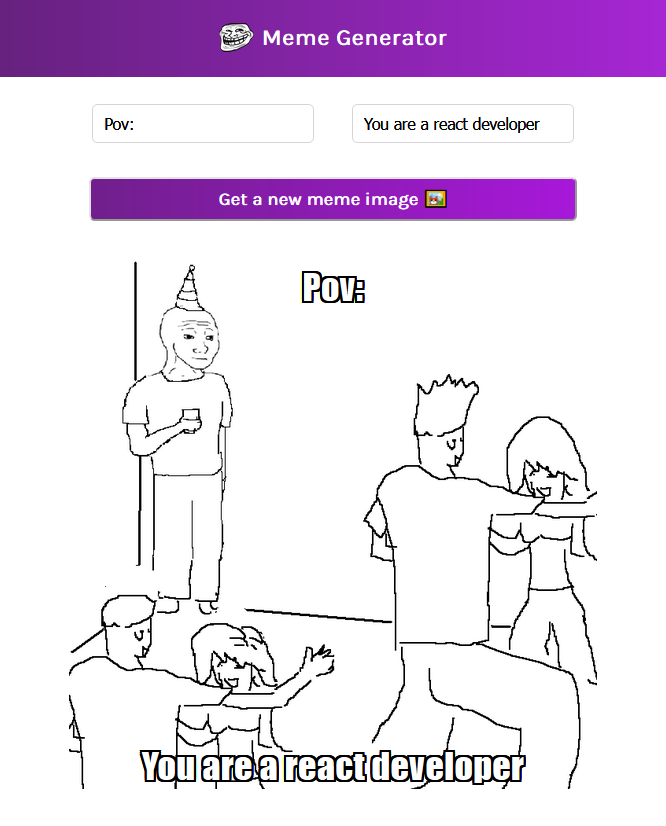 Meme Generator
Pov:
You are a react developer
Get a new meme image
Pov:
You are a react developer